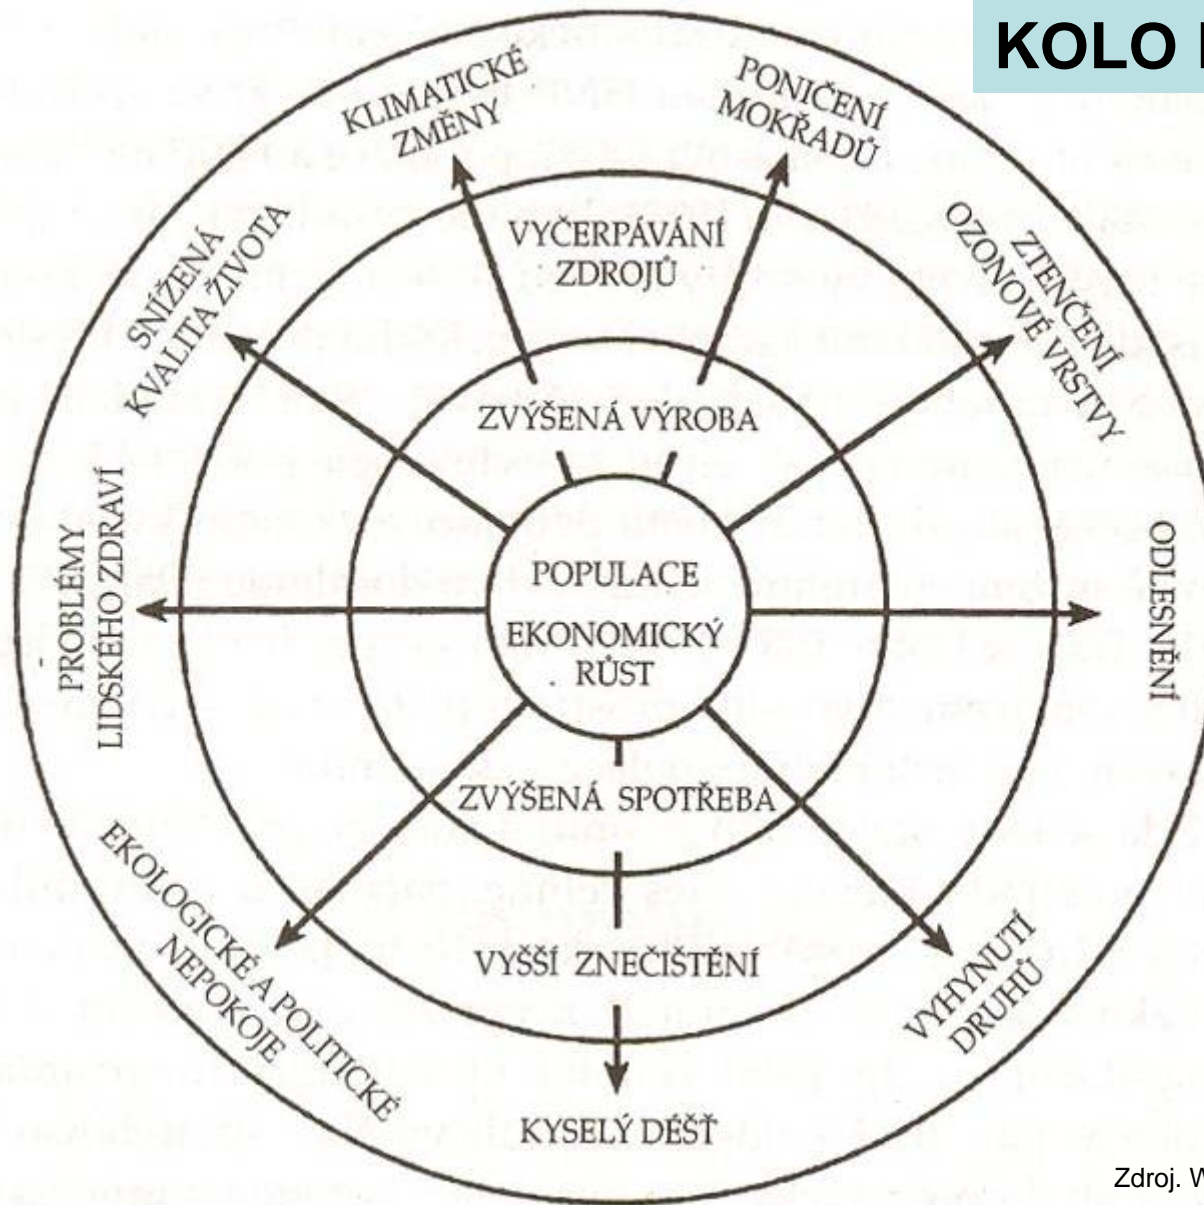 KOLO
KLIMATICKÉ
ZMĚNY
PONIČENÍ
MOKŘADŮ
ZTENČENÍ
OZONOVÉ VRSTVY
SNÍŽENÁ
KVALITA ŽIVOTA
VYČERPÁVÁNÍ
ZDROJŮ
ZVÝŠENÁ VÝROBA
PROBLÉMY
LIDSKÉHO ZDRAVÍ
POPULACE
EKONOMICKÝ
RŮST
ODLESNĚNÍ
ZVÝŠENÁ SPOTŘEBA
EKOLOGICKÉ A POLITICKÉ
NEPOKOJE
VYŠŠÍ ZNEČIŠTĚNÍ
VYHYNUTÍ
DRUHŮ
KYSELÝ DÉŠŤ
Zdroj.